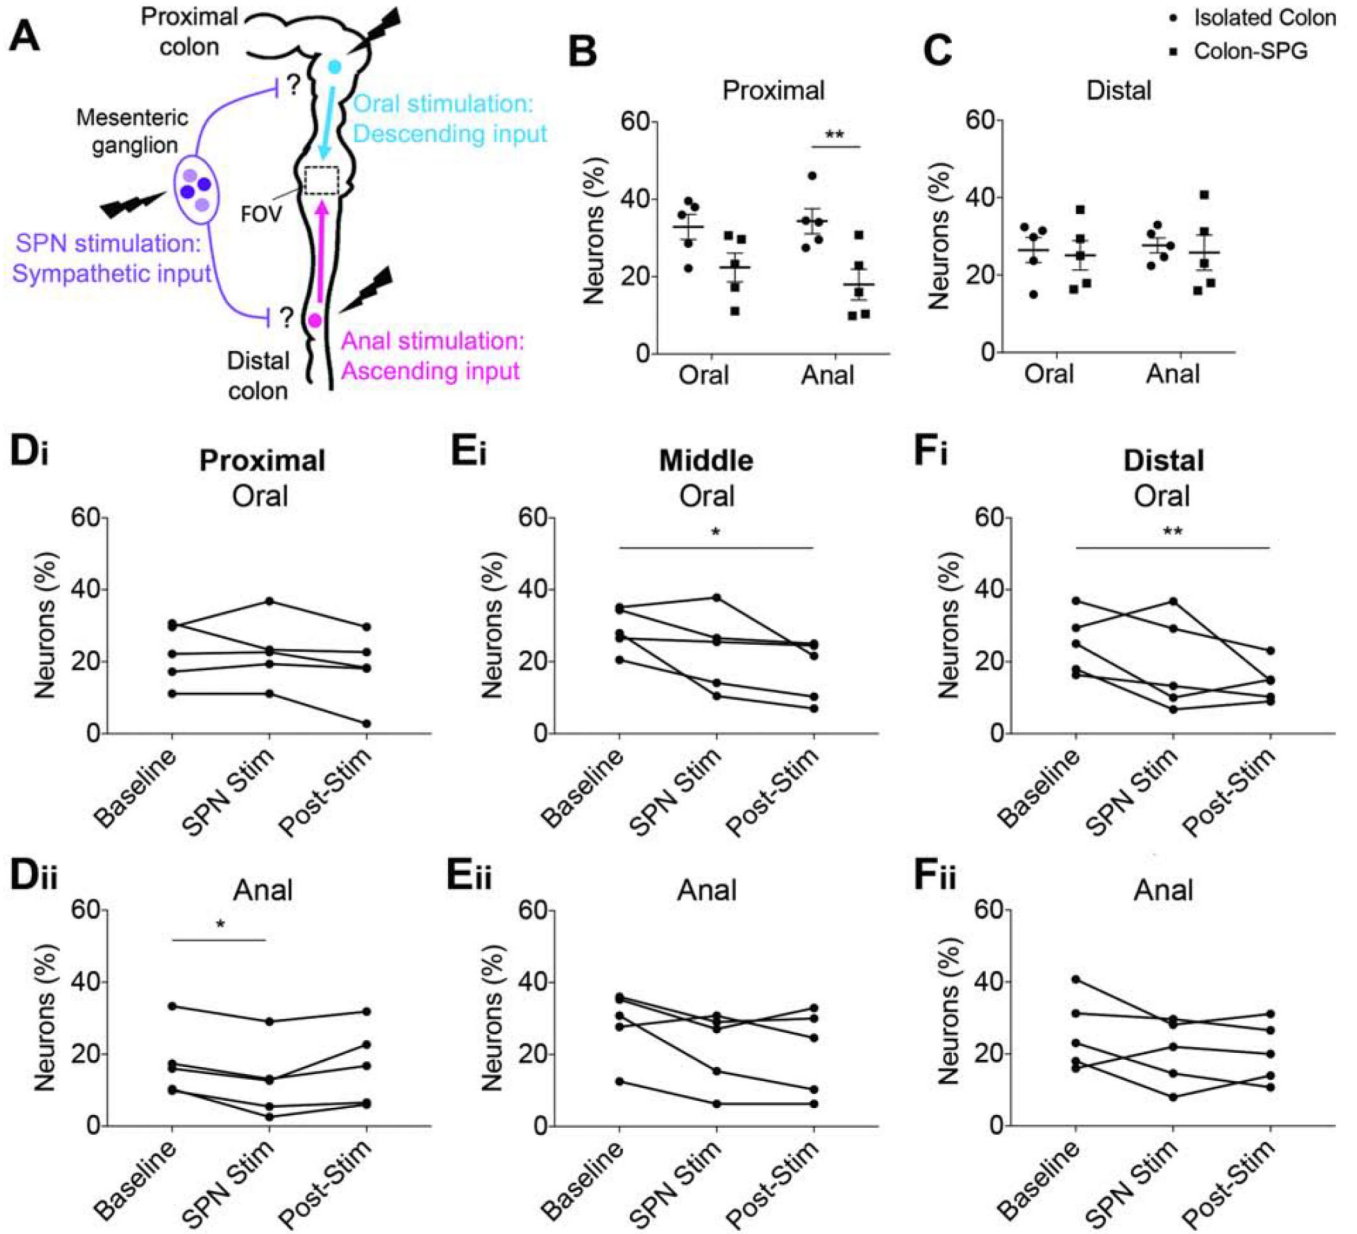 A
Proximal
colon
?
Oral stimulation:
Descending input
Mesenteric
ganglion
FOV
SPN stimulation:
Sympathetic input
?
Anal stimulation:
Ascending input
Distal
colon
B
Proximal
**
Neurons (%)
60
40
20
0
Oral
Anal
C
Isolated Colon
Colon-SPG
Distal
Neurons (%)
60
40
20
0
Oral
Anal
Di
Proximal
Oral
Neurons (%)
60
40
20
0
Baseline
SPN Stim
Post-Stim
Ei
Middle
Oral
*
Neurons (%)
60
40
20
0
Baseline
SPN Stim
Post-Stim
Fi
Distal
Oral
**
Neurons (%)
60
40
20
0
Baseline
SPN Stim
Post-Stim
Dii
Anal
*
Neurons (%)
60
40
20
0
Baseline
SPN Stim
Post-Stim
Eii
Anal
Neurons (%)
60
40
20
0
Baseline
SPN Stim
Post-Stim
Fii
Anal
Neurons (%)
60
40
20
0
Baseline
SPN Stim
Post-Stim